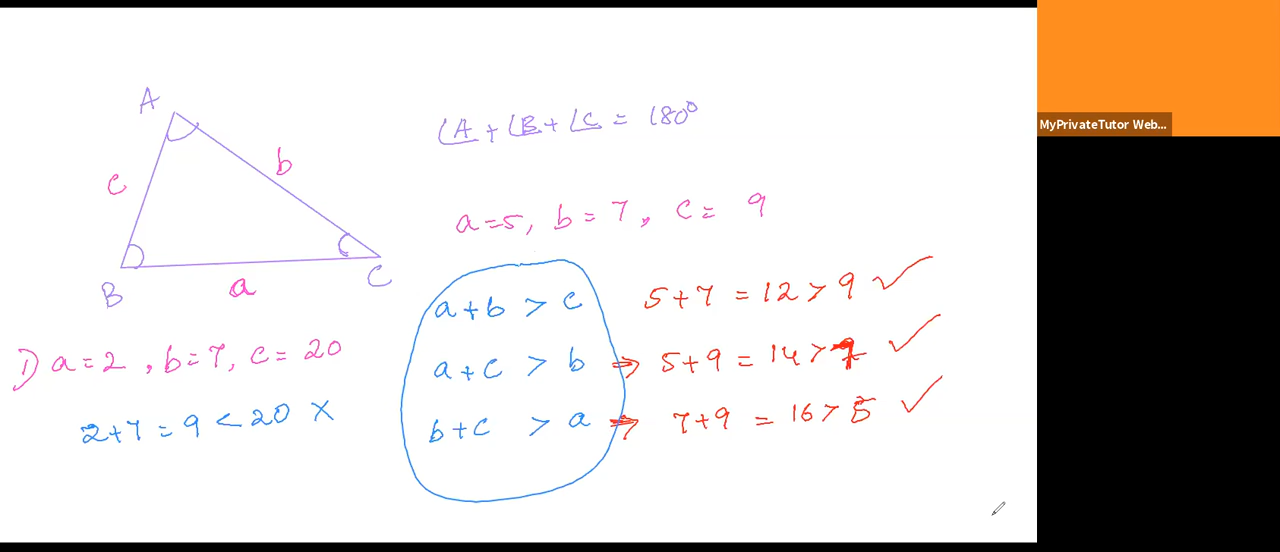 A
∠A + ∠B + ∠C = 180°
MyPrivateTutor Web...
b
c
a=5, b=7, c= 9
B
a
C
a+b > c 5+7 = 12 > 9 ✓
1) a=2, b=7, c=20
a+c > b ⇒ 5+9 = 14 > 7 ✓
2+7 = 9 < 20 ✗
b+c > a ⇒ 7+9 = 16 > 5 ✓